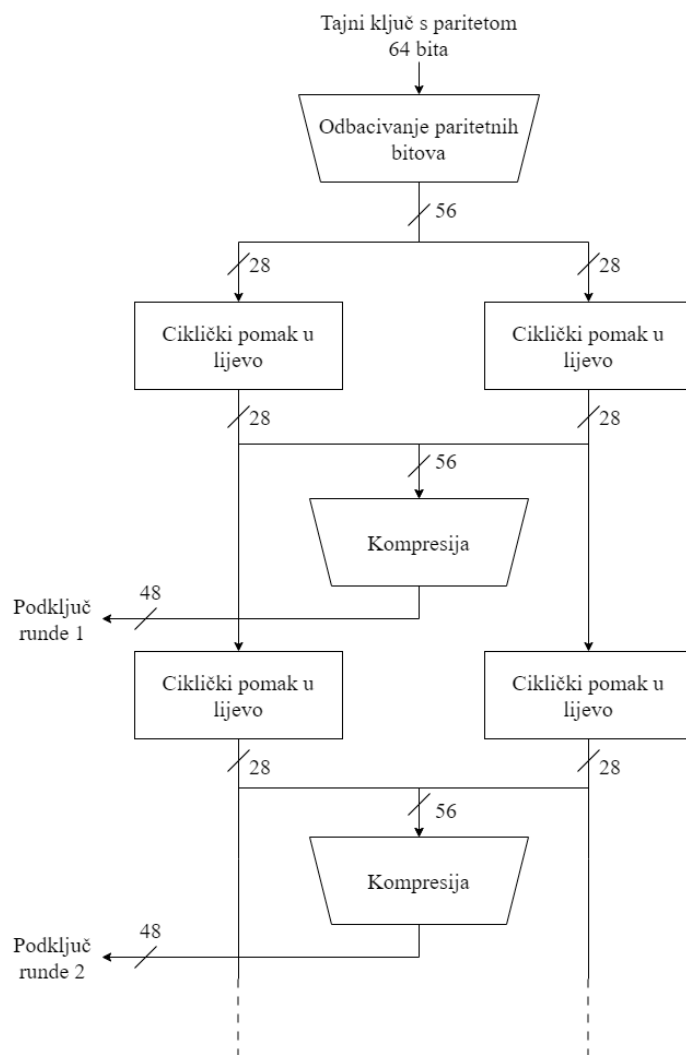 Tajni ključ s paritetom
64 bita
Odbacivanje paritetnih
bitova
56
28
28
Ciklički pomak u
lijevo
Ciklički pomak u
lijevo
28
28
56
Kompresija
48
Podključ
runde 1
Ciklički pomak u
lijevo
Ciklički pomak u
lijevo
28
28
56
Kompresija
48
Podključ
runde 2